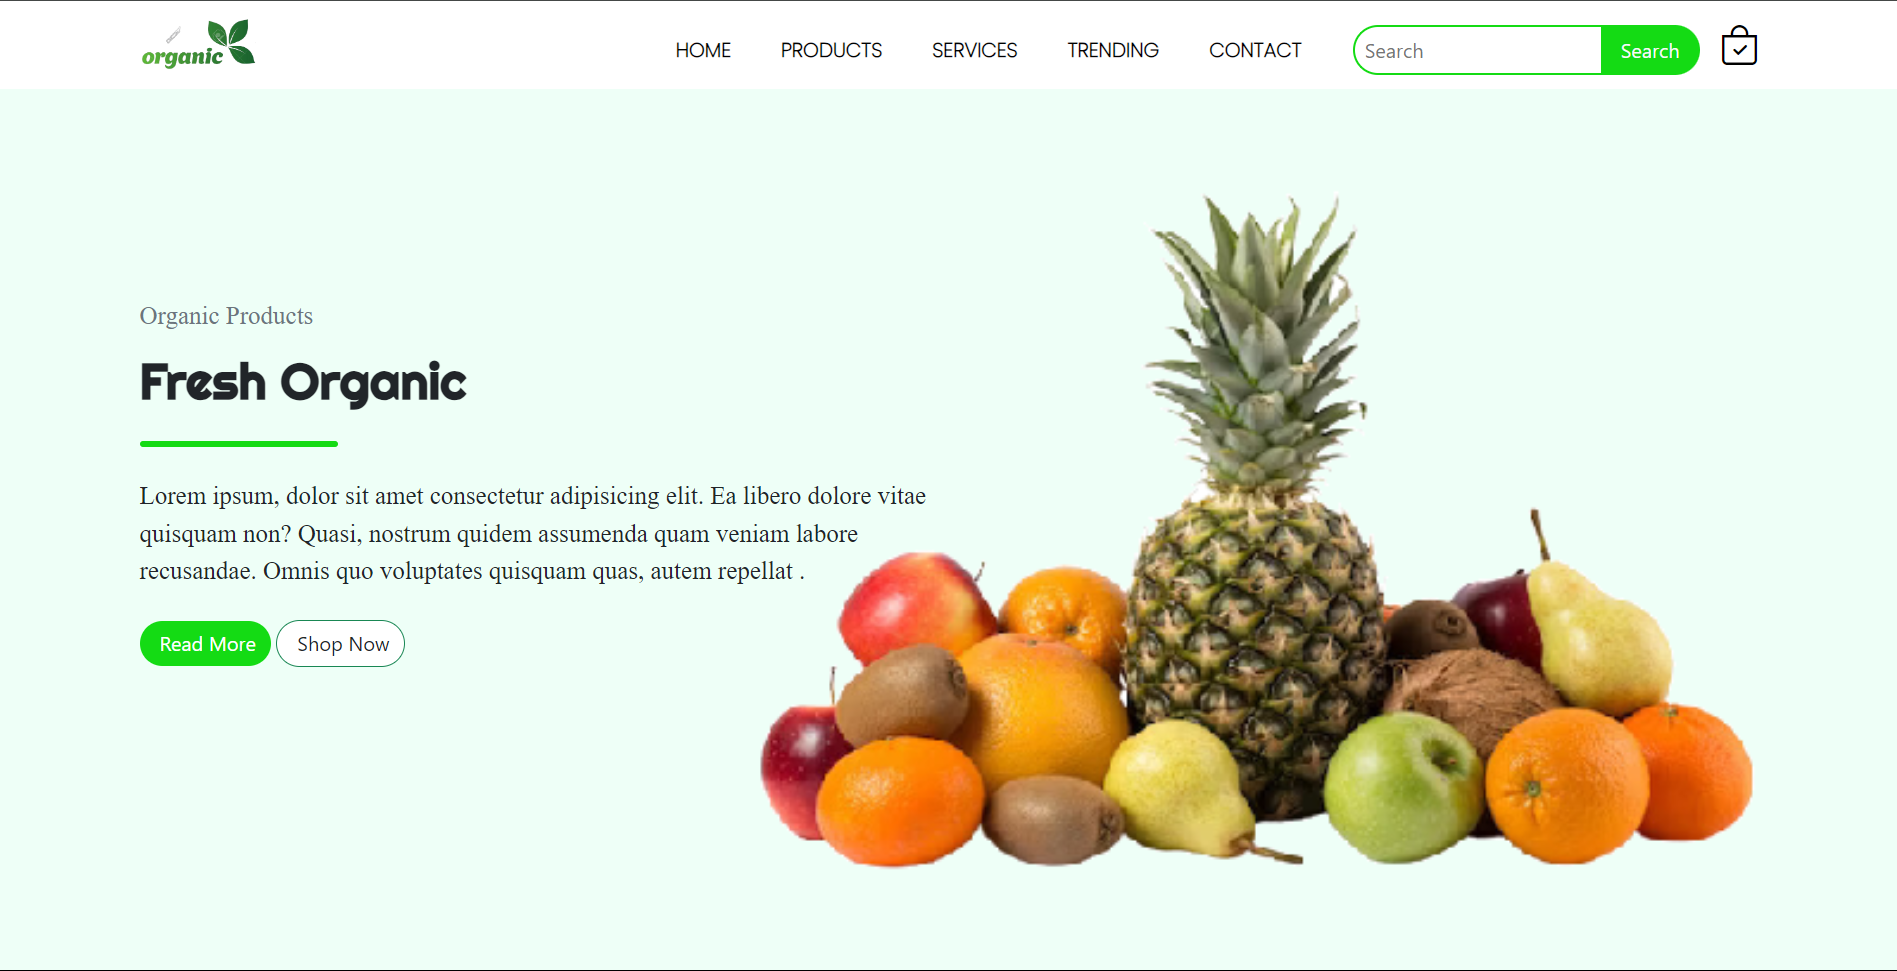 organic
HOME
PRODUCTS
SERVICES
TRENDING
CONTACT
Search
Search
Organic Products
Fresh Organic
Lorem ipsum, dolor sit amet consectetur adipisicing elit. Ea libero dolore vitae
quisquam non? Quasi, nostrum quidem assumenda quam veniam labore
recusandae. Omnis quo voluptates quisquam quas, autem repellat .
Read More
Shop Now